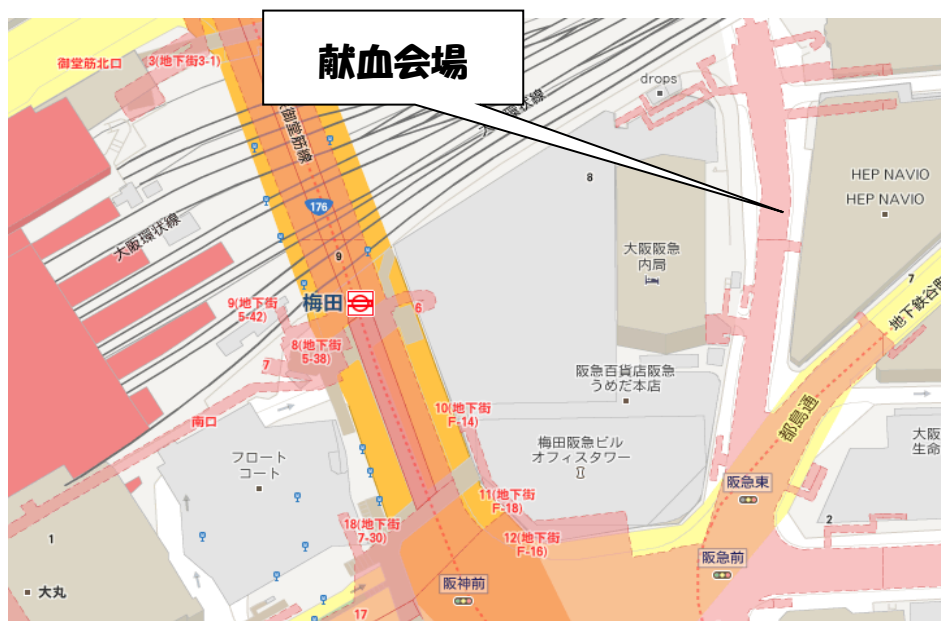 献血会場
御堂筋北口
3(地下街3-1)
御堂筋線
大阪環状線
drops
HEP NAVIO
HEP NAVIO
8
176
大阪環状線
大阪阪急
内局
9
7
梅田
9(地下街
5-42)
6
地下鉄谷町
8(地下街
5-38)
7
阪急百貨店阪急
うめだ本店
南口
10(地下街
F-14)
都島通
フロート
コート
梅田阪急ビル
オフィスタワー
大阪
生命
阪急東
11(地下街
F-18)
18(地下街
7-30)
2
12(地下街
F-16)
1
阪急前
大丸
阪神前
17